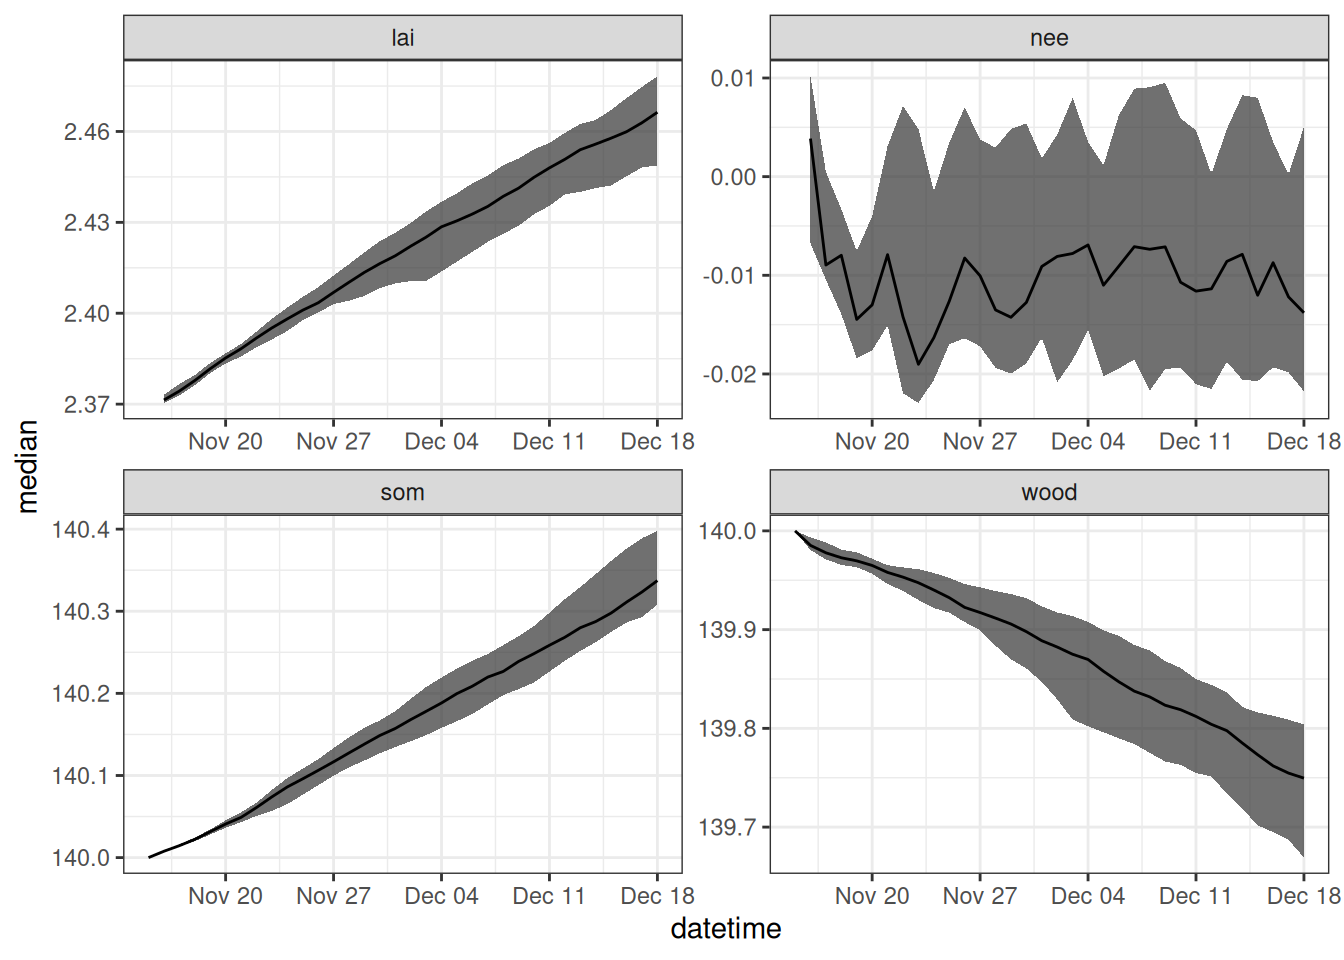 lai
nee
2.46
2.43
2.40
2.37
0.01
0.00
-0.01
-0.02
Nov 20 Nov 27 Dec 04 Dec 11 Dec 18
Nov 20 Nov 27 Dec 04 Dec 11 Dec 18
median
som
wood
140.4
140.3
140.2
140.1
140.0
140.0
139.9
139.8
139.7
Nov 20 Nov 27 Dec 04 Dec 11 Dec 18
Nov 20 Nov 27 Dec 04 Dec 11 Dec 18
datetime